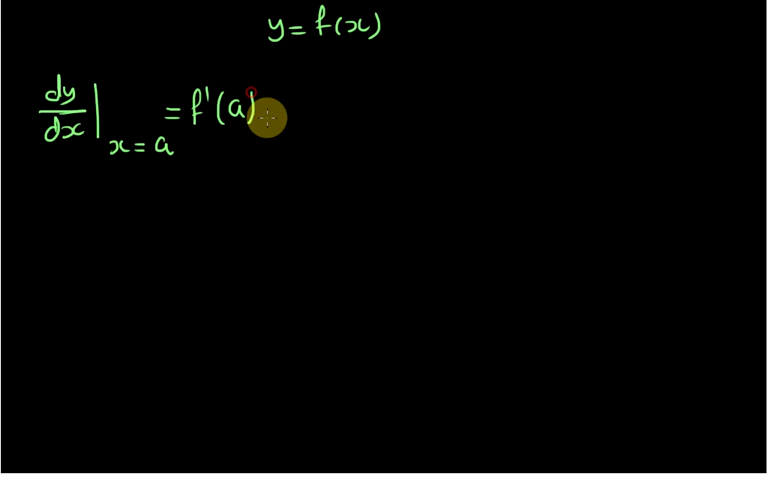 y = f(x)
dy/dx |x = a = f'(a)